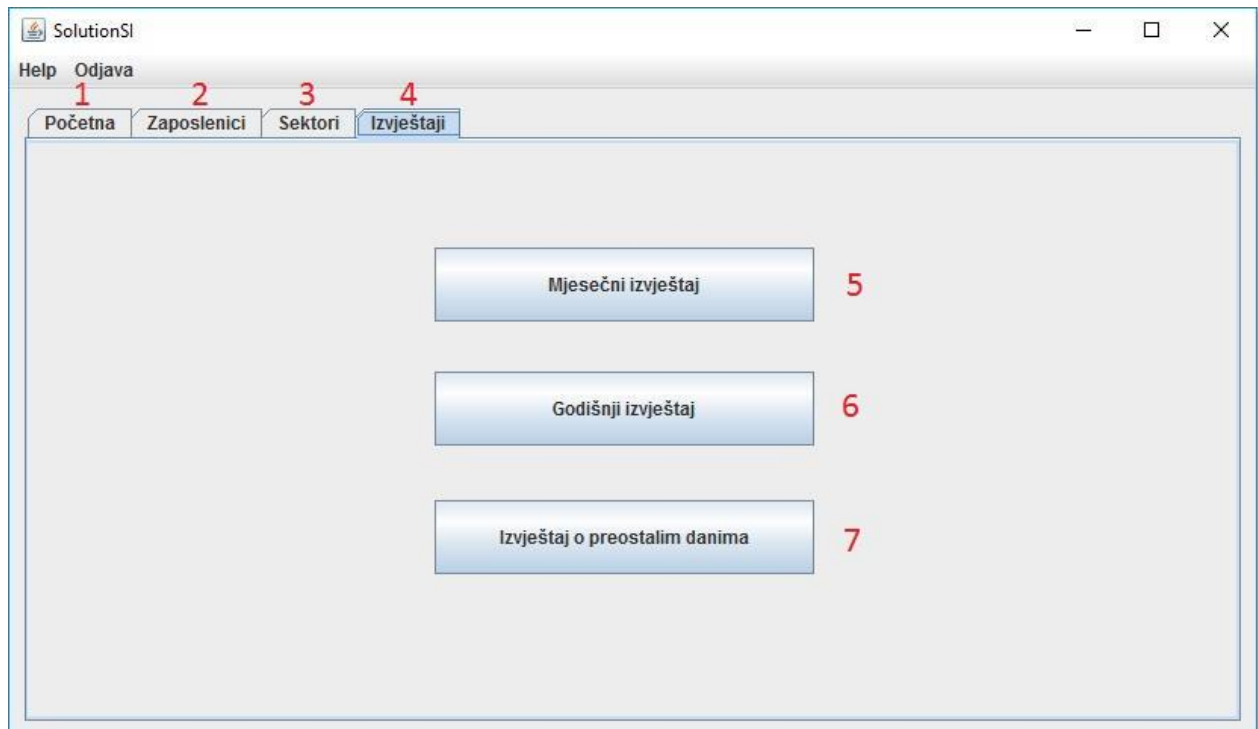 SolutionSI
Help Odjava
1 2 3 4
Početna Zaposlenici Sektori Izvještaji
Mjesečni izvještaj 5
Godišnji izvještaj 6
Izvještaj o preostalim danima 7